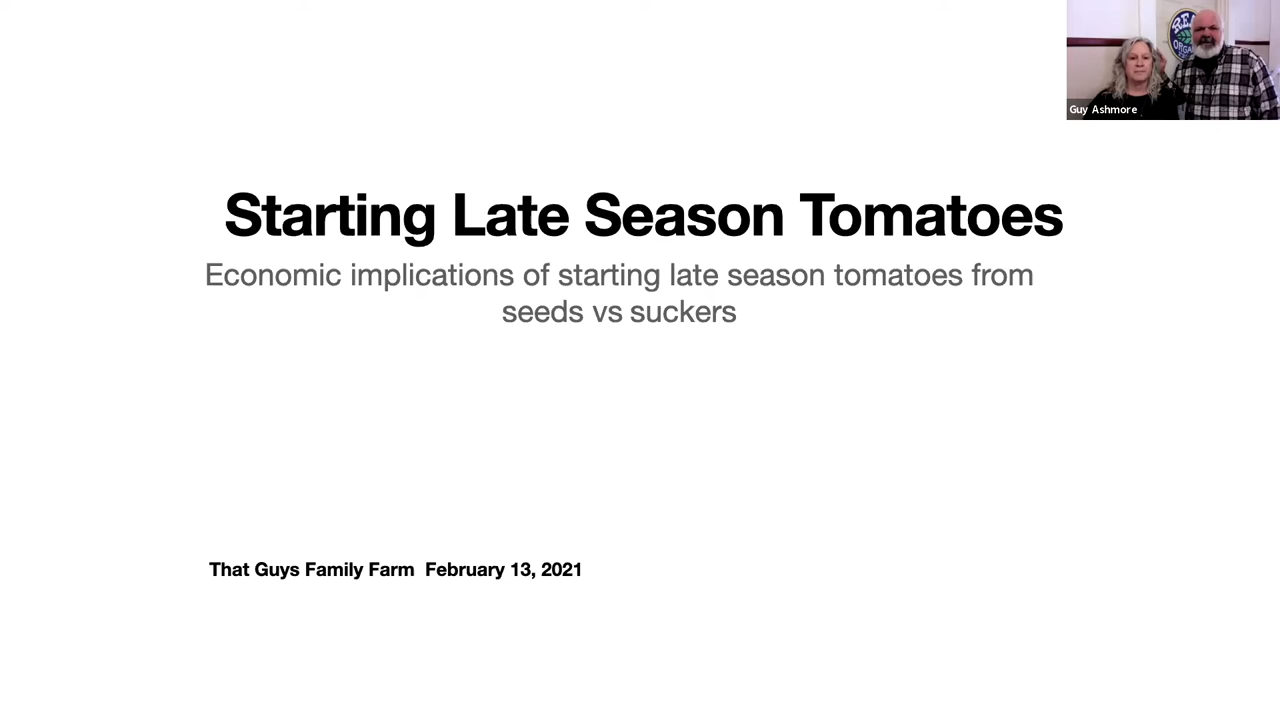 Starting Late Season Tomatoes
Economic implications of starting late season tomatoes from
seeds vs suckers
That Guys Family Farm  February 13, 2021
Guy Ashmore